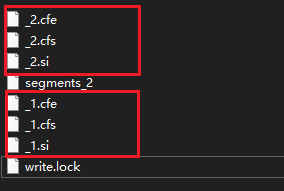 _2.cfe
_2.cfs
_2.si
segments_2
_1.cfe
_1.cfs
_1.si
write.lock